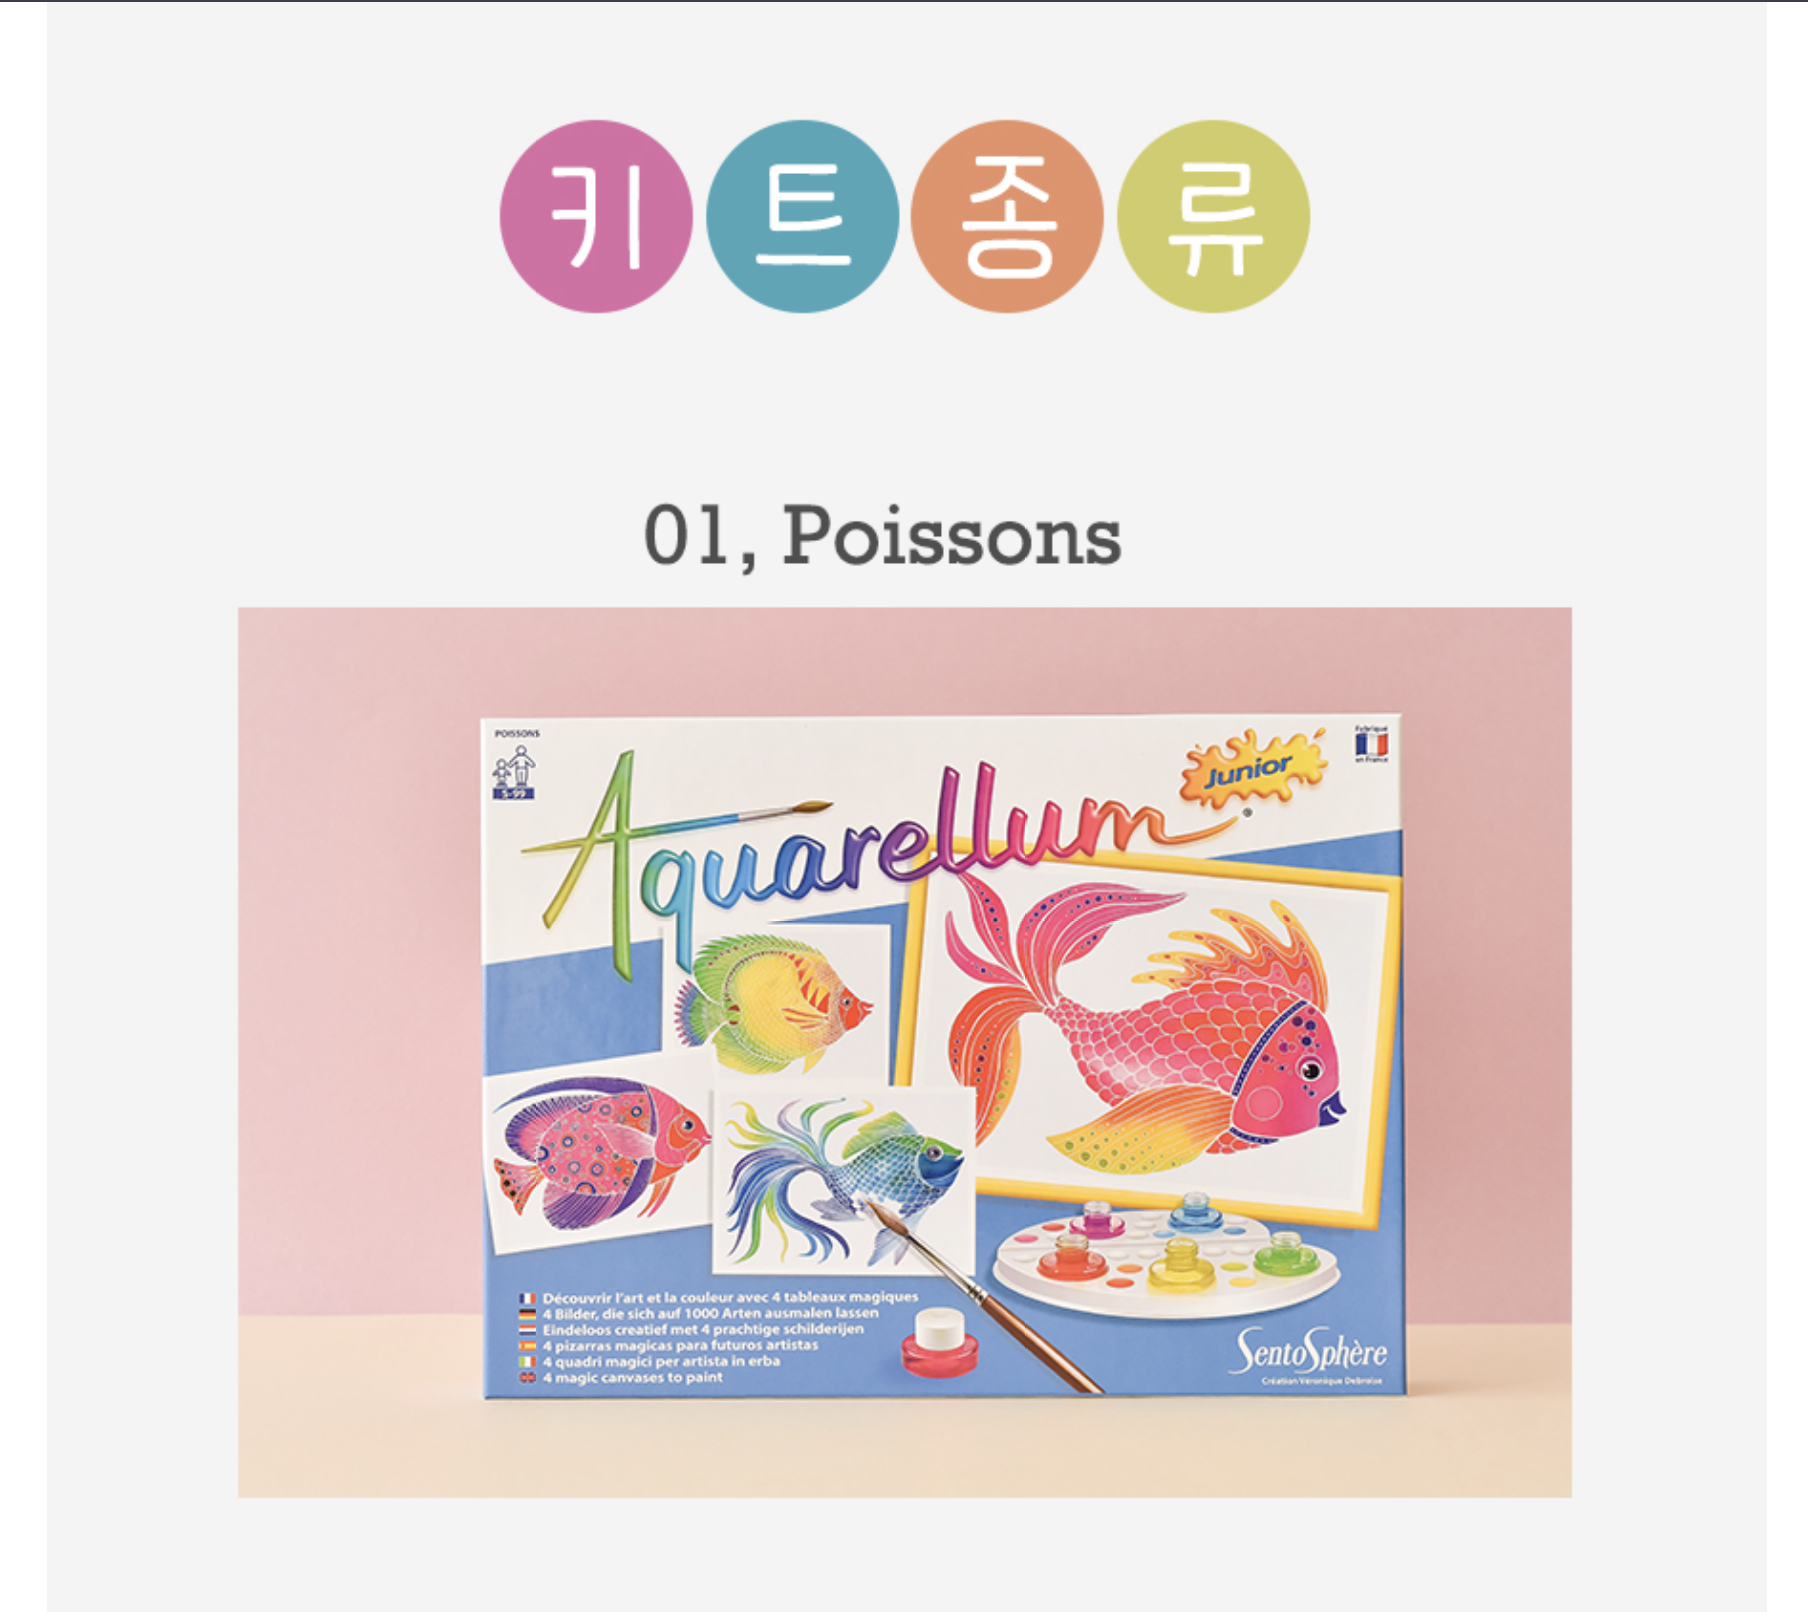 키트종류
01, Poissons
POISSONS
5-99
Aquarellum
Junior
®
Fabriqué
en France
Découvrir l'art et la couleur avec 4 tableaux magiques
4 Bilder, die sich auf 1000 Arten ausmalen lassen
Eindeloos creatief met 4 prachtige schilderijen
4 pizarras magicas para futuros artistas
4 quadri magici per artista in erba
4 magic canvases to paint
SentoSphère
Création Véronique Debroise